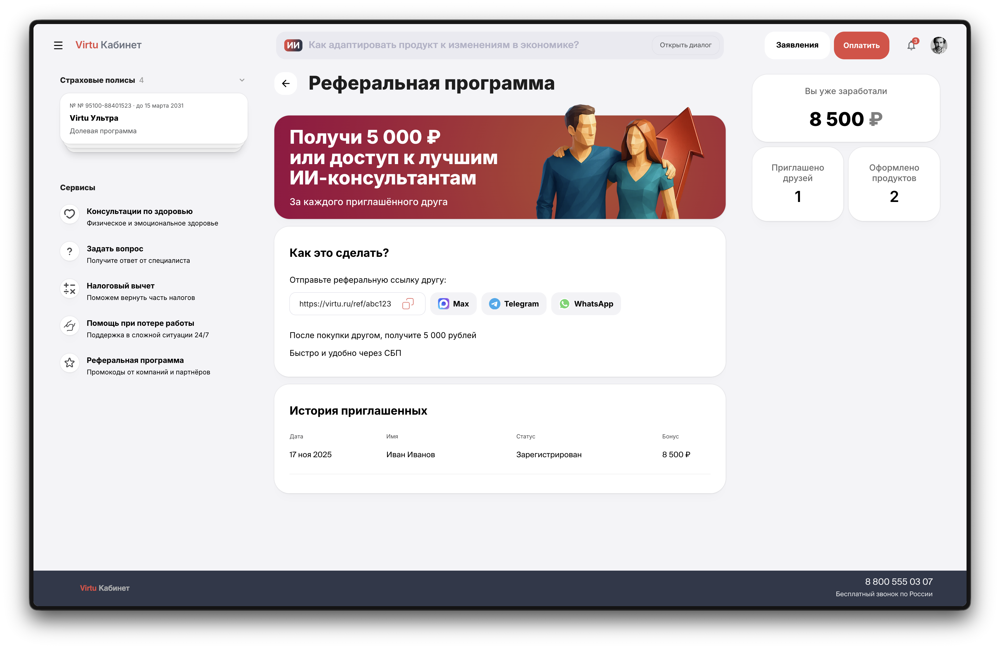 Virtu Кабинет
ИИ Как адаптировать продукт к изменениям в экономике? Открыть диалог
Заявления
Оплатить
3
Страховые полисы 4
№ № 95100-88401523 · до 15 марта 2031
Virtu Ультра
Долевая программа
Сервисы
Консультации по здоровью
Физическое и эмоциональное здоровье
?
Задать вопрос
Получите ответ от специалиста
Налоговый вычет
Поможем вернуть часть налогов
Помощь при потере работы
Поддержка в сложной ситуации 24/7
Реферальная программа
Промокоды от компаний и партнёров
Реферальная программа
Получи 5 000 ₽
или доступ к лучшим
ИИ-консультантам
За каждого приглашённого друга
Как это сделать?
Отправьте реферальную ссылку другу:
https://virtu.ru/ref/abc123
Max
Telegram
WhatsApp
После покупки другом, получите 5 000 рублей
Быстро и удобно через СБП
История приглашенных
Дата Имя Статус Бонус
17 ноя 2025 Иван Иванов Зарегистрирован 8 500 ₽
Вы уже заработали
8 500 ₽
Приглашено
друзей
1
Оформлено
продуктов
2
Virtu Кабинет
8 800 555 03 07
Бесплатный звонок по России